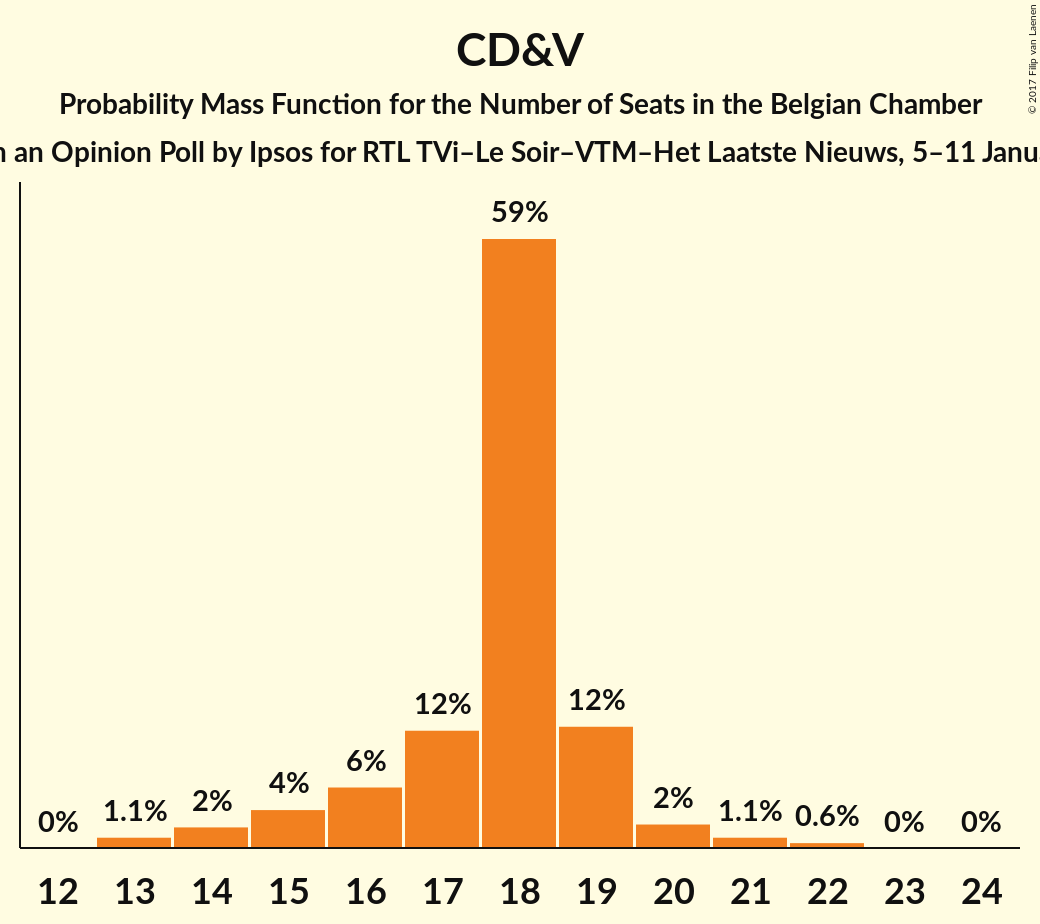 CD&V
Probability Mass Function for the Number of Seats in the Belgian Chamber
an Opinion Poll by Ipsos for RTL TVi–Le Soir–VTM–Het Laatste Nieuws, 5–11
© 2017 Filip van Laenen
59%
12% 12%
6%
4%
2% 2%
0% 1.1% 1.1% 0.6% 0% 0%
12 13 14 15 16 17 18 19 20 21 22 23 24